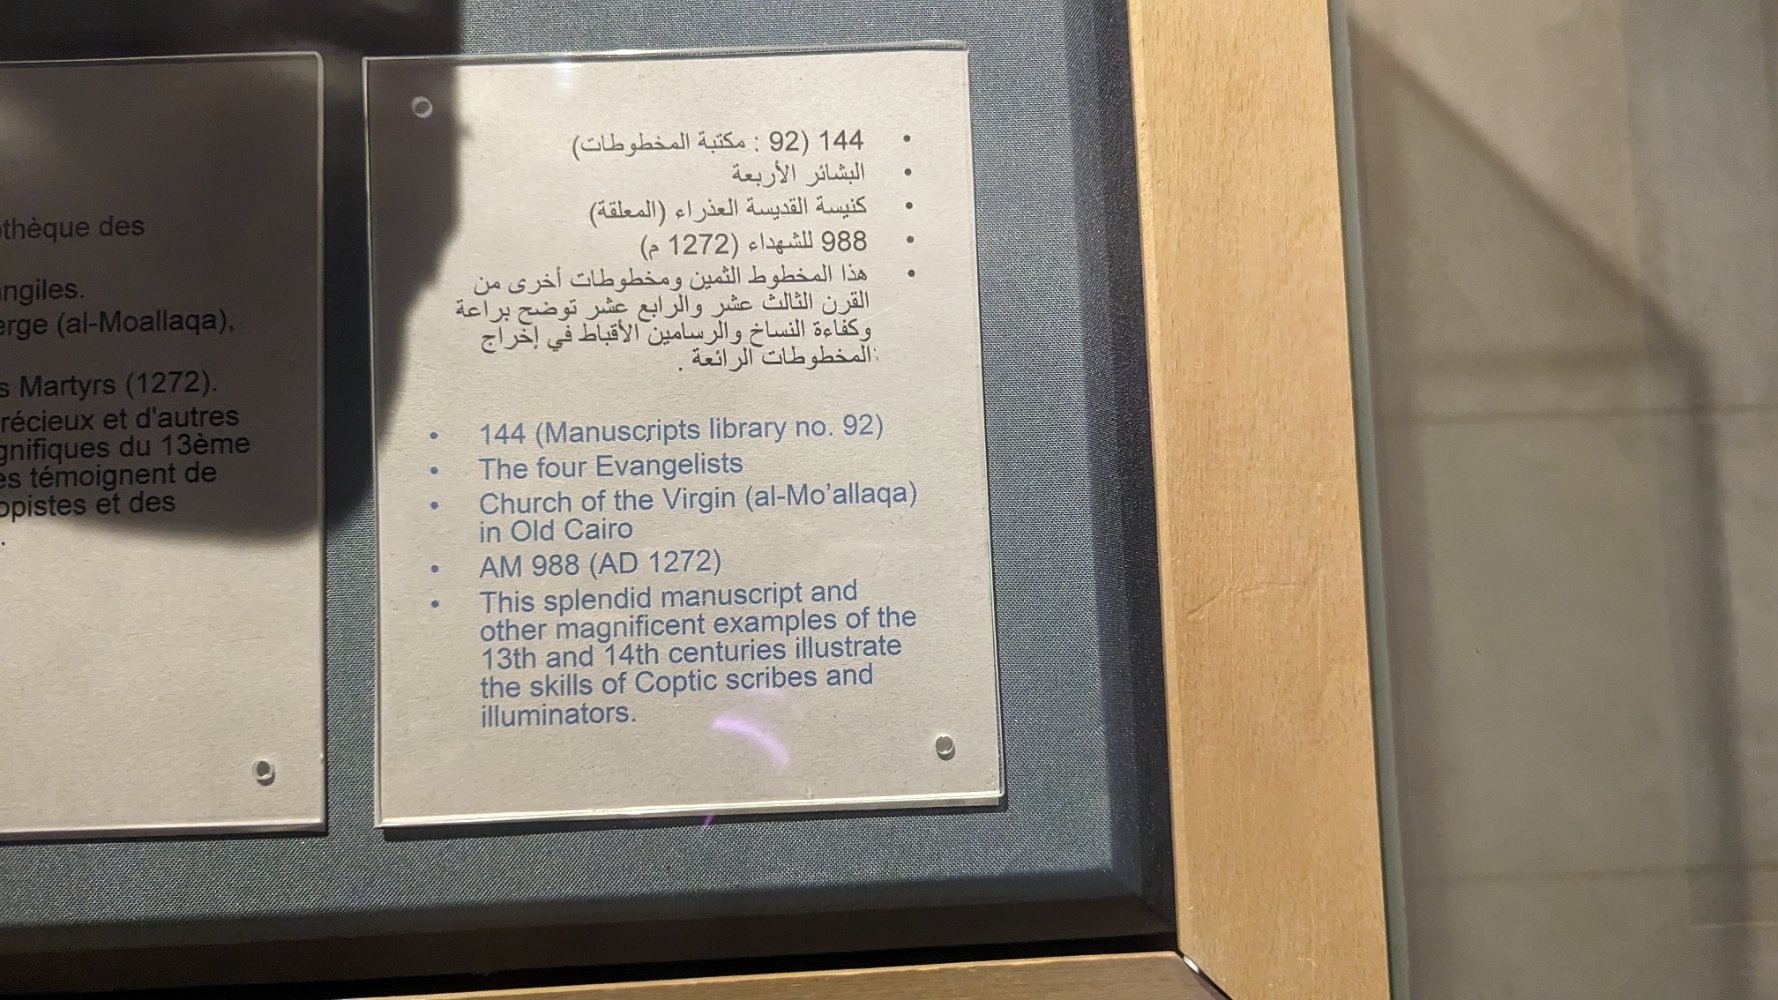 othèque des
ngiles.
erge (al-Moallaqa),
s Martyrs (1272).
récieux et d'autres
gnifiques du 13ème
es témoignent de
opistes et des
.
• 144 (92 : مكتبة المخطوطات)
• البشائر الأربعة
• كنيسة القديسة العذراء (المعلقة)
• 988 للشهداء (1272 م)
• هذا المخطوط الثمين ومخطوطات أخرى من
القرن الثالث عشر والرابع عشر توضح براعة
وكفاءة النساخ والرسامين الأقباط في إخراج
المخطوطات الرائعة .
• 144 (Manuscripts library no. 92)
• The four Evangelists
• Church of the Virgin (al-Mo’allaqa)
in Old Cairo
• AM 988 (AD 1272)
• This splendid manuscript and
other magnificent examples of the
13th and 14th centuries illustrate
the skills of Coptic scribes and
illuminators.